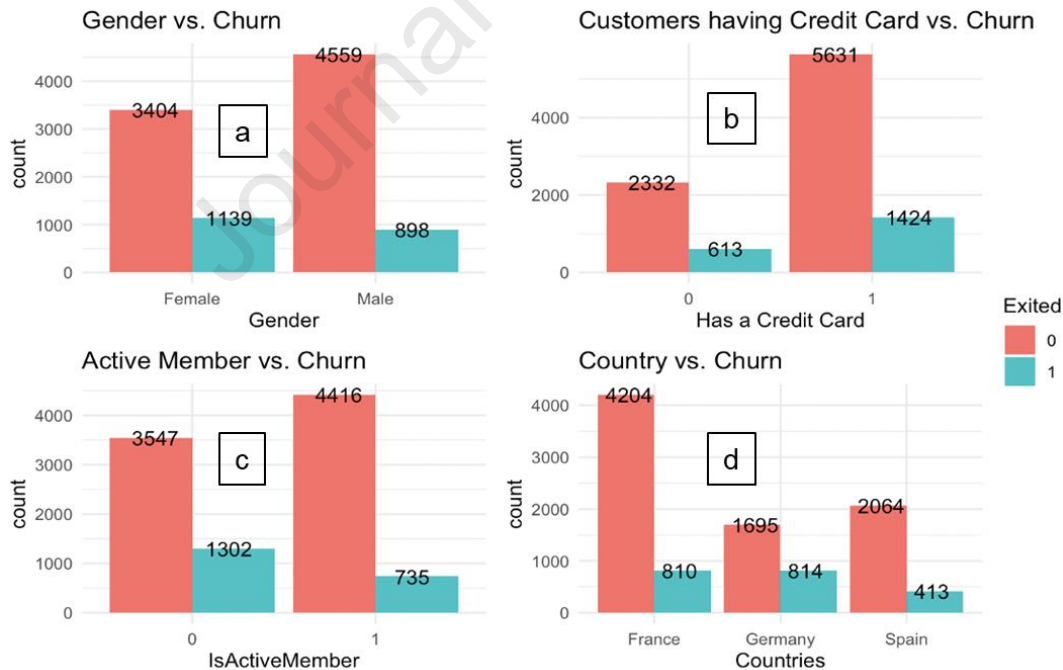 Gender vs. Churn
count
4000
3000
2000
1000
0
3404
1139
4559
898
a
Female
Male
Gender
Customers having Credit Card vs. Churn
count
4000
2000
0
2332
613
5631
1424
b
0
1
Has a Credit Card
Active Member vs. Churn
count
4000
3000
2000
1000
0
3547
1302
4416
735
c
0
1
IsActiveMember
Country vs. Churn
count
4000
3000
2000
1000
0
4204
810
1695
814
2064
413
d
France
Germany
Spain
Countries
Exited
0
1
Journal